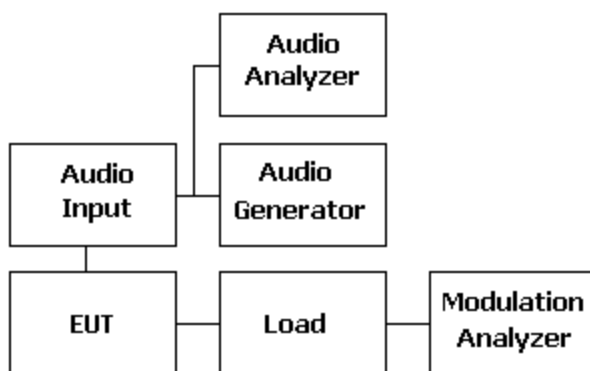 Audio
Analyzer
Audio
Input
Audio
Generator
EUT
Load
Modulation
Analyzer